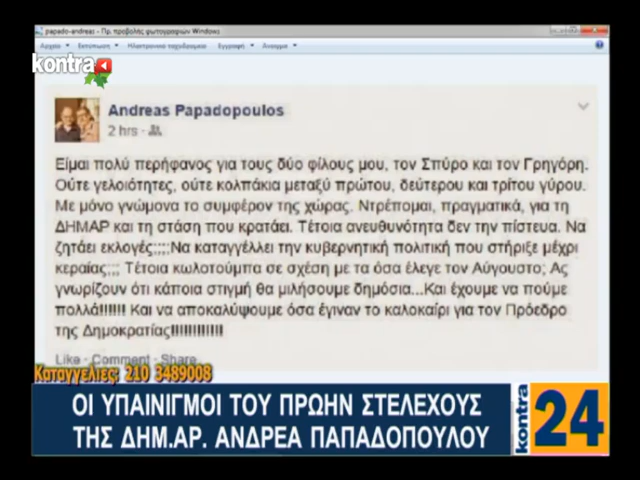 papado-andreas - Πρ. προβολής φωτογραφιών Windows
Αρχείο Εκτύπωση Ηλεκτρονικό ταχυδρομείο Εγγραφή Άνοιγμα
kontra
Andreas Papadopoulos
2 hrs
Είμαι πολύ περήφανος για τους δύο φίλους μου, τον Σπύρο και τον Γρηγόρη.
Ούτε γελοιότητες, ούτε κολπάκια μεταξύ πρώτου, δεύτερου και τρίτου γύρου.
Με μόνο γνώμονα το συμφέρον της χώρας. Ντρέπομαι, πραγματικά, για τη
ΔΗΜΑΡ και τη στάση που κρατάει. Τέτοια ανευθυνότητα δεν την πίστευα. Να
ζητάει εκλογές;;;;Να καταγγέλλει την κυβερνητική πολιτική που στήριξε μέχρι
κεραίας;;; Τέτοια κωλοτούμπα σε σχέση με τα όσα έλεγε τον Αύγουστο; Ας
γνωρίζουν ότι κάποια στιγμή θα μιλήσουμε δημόσια...Και έχουμε να πούμε
πολλά!!!!!! Και να αποκαλύψουμε όσα έγιναν το καλοκαίρι για τον Πρόεδρο
της Δημοκρατίας!!!!!!!!!!!!
Like · Comment · Share
Καταγγελίες: 210 3489008
ΟΙ ΥΠΑΙΝΙΓΜΟΙ ΤΟΥ ΠΡΩΗΝ ΣΤΕΛΕΧΟΥΣ
ΤΗΣ ΔΗΜ.ΑΡ. ΑΝΔΡΕΑ ΠΑΠΑΔΟΠΟΥΛΟΥ
kontra 24